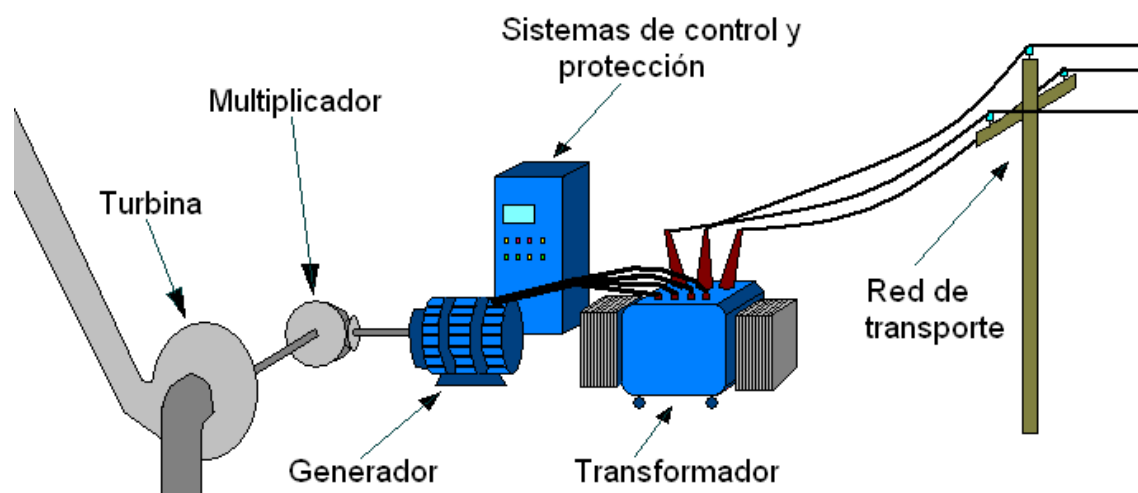 Sistemas de control y
protección
Multiplicador
Turbina
Red de
transporte
Generador
Transformador